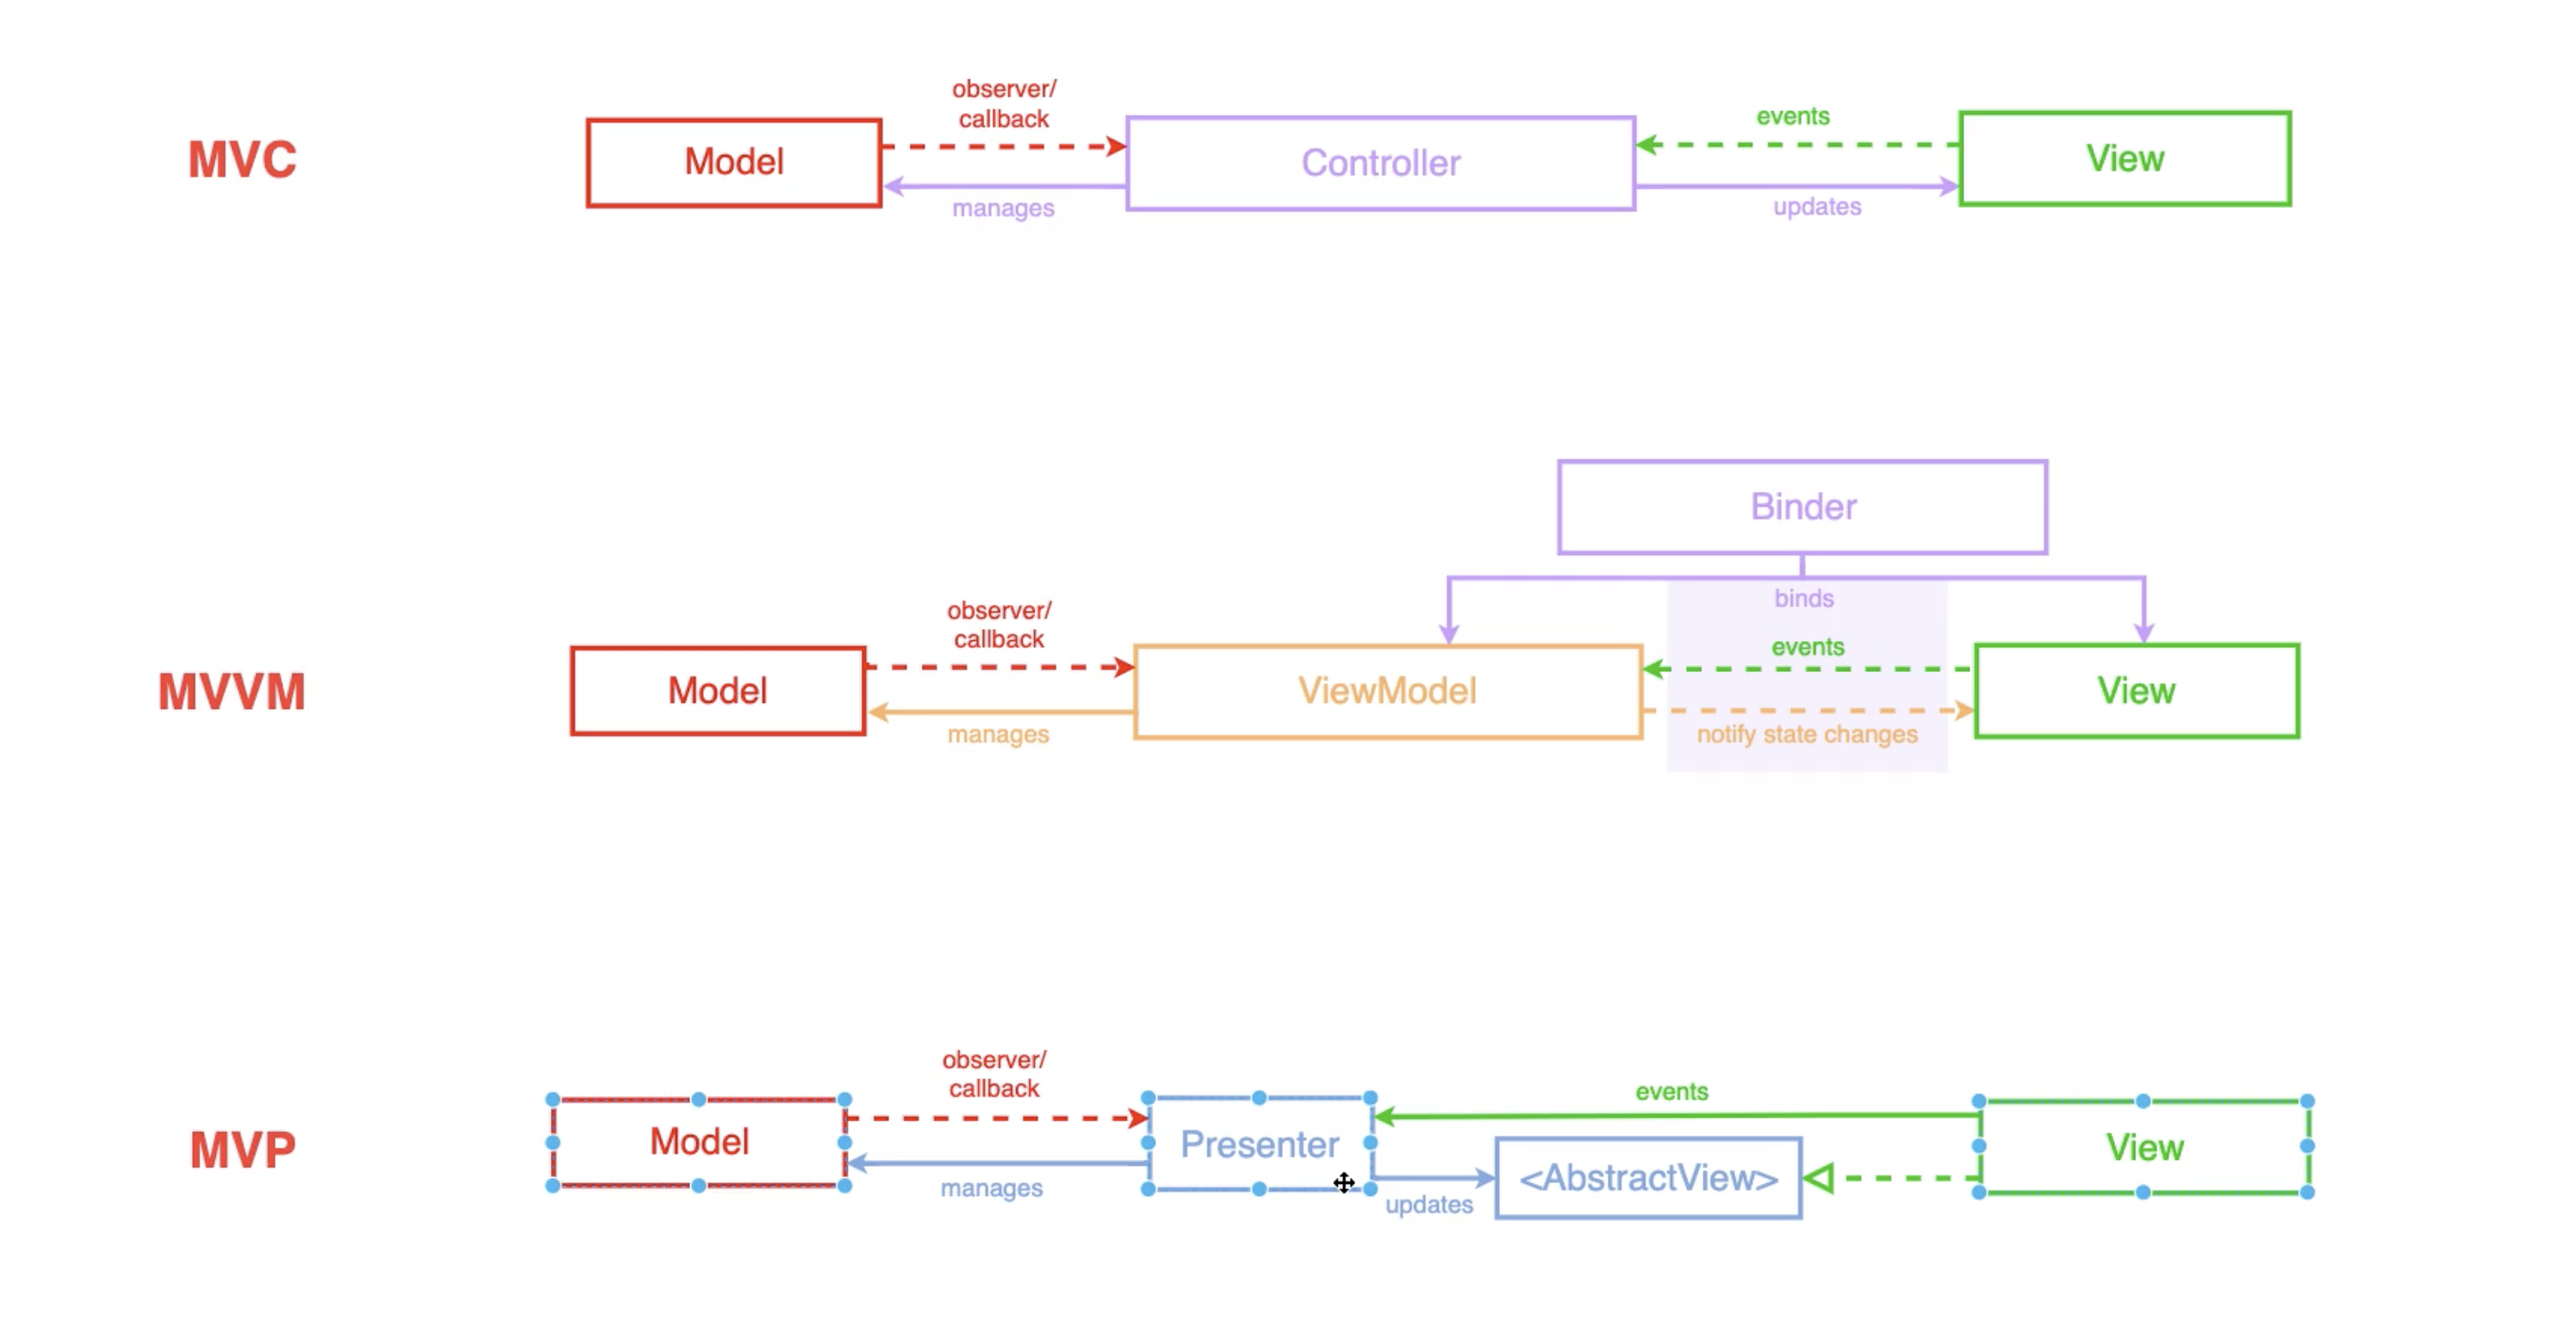 MVC
observer/
callback
Model
manages
Controller
events
updates
View
Binder
binds
MVVM
observer/
callback
Model
manages
ViewModel
events
notify state changes
View
MVP
observer/
callback
Model
manages
Presenter
events
updates
<AbstractView>
View